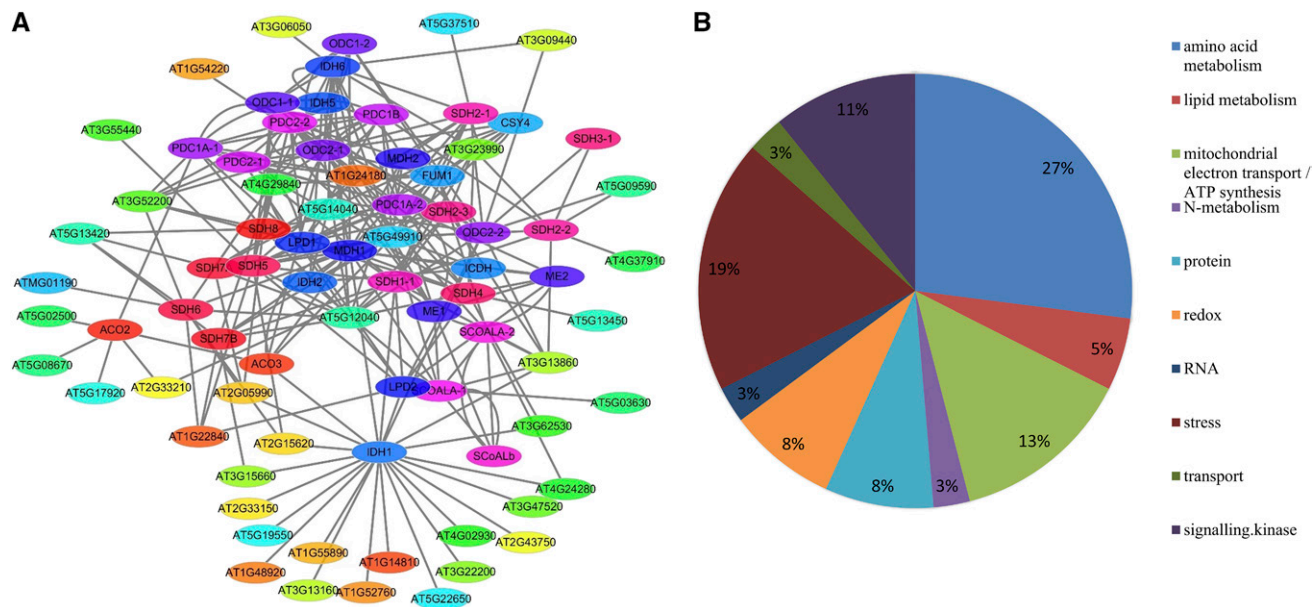 A
B
AT3G06050
AT5G37510
ODC1-2
AT3G09440
IDH6
AT1G54220
ODC1-1
IDH5
PDC1B
SDH2-1
CSY4
PDC2-2
AT3G55440
SDH3-1
PDC1A-1
ODC2-1
MDH2
AT3G23990
PDC2-1
AT1G24180
FUM1
AT4G29840
AT5G09590
AT3G52200
PDC1A-2
AT5G14040
SDH2-3
AT5G13420
SDH8
LPD1
AT5G49910
ODC2-2
SDH2-2
MDH1
AT4G37910
SDH5
ICDH
ME2
ATMG01190
IDH2
SDH1-1
SDH4
SDH6
AT5G12040
ME1
AT5G13450
AT5G02500
ACO2
SDH7B
SCOALA-2
AT5G08670
ACO3
AT3G13860
AT5G17920
AT2G33210
AT2G05990
LPD2
AT5G03630
AT1G22840
AT2G15620
IDH1
AT3G62530
SCoALb
AT3G15660
AT4G24280
AT2G33150
AT3G47520
AT5G19550
AT4G02930
AT2G43750
AT1G55890
AT1G14810
AT1G48920
AT3G22200
AT3G13160
AT1G52760
AT5G22650
27%
5%
13%
3%
8%
8%
3%
19%
3%
11%
amino acid
metabolism
lipid metabolism
mitochondrial
electron transport /
ATP synthesis
N-metabolism
protein
redox
RNA
stress
transport
signalling.kinase